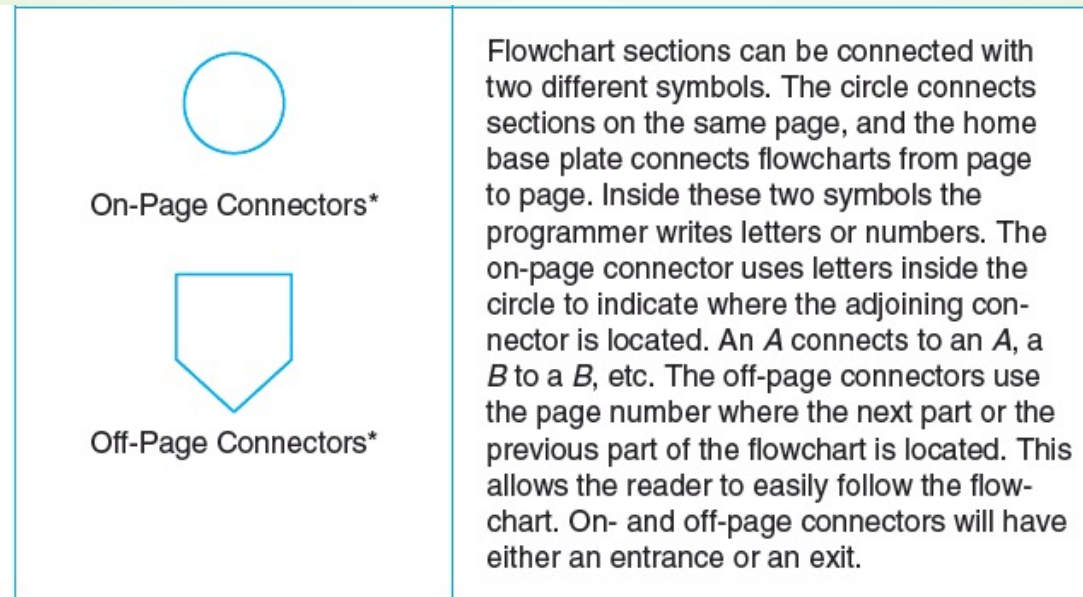 On-Page Connectors*
Off-Page Connectors*
Flowchart sections can be connected with
two different symbols. The circle connects
sections on the same page, and the home
base plate connects flowcharts from page
to page. Inside these two symbols the
programmer writes letters or numbers. The
on-page connector uses letters inside the
circle to indicate where the adjoining con-
nector is located. An A connects to an A, a
B to a B, etc. The off-page connectors use
the page number where the next part or the
previous part of the flowchart is located. This
allows the reader to easily follow the flow-
chart. On- and off-page connectors will have
either an entrance or an exit.